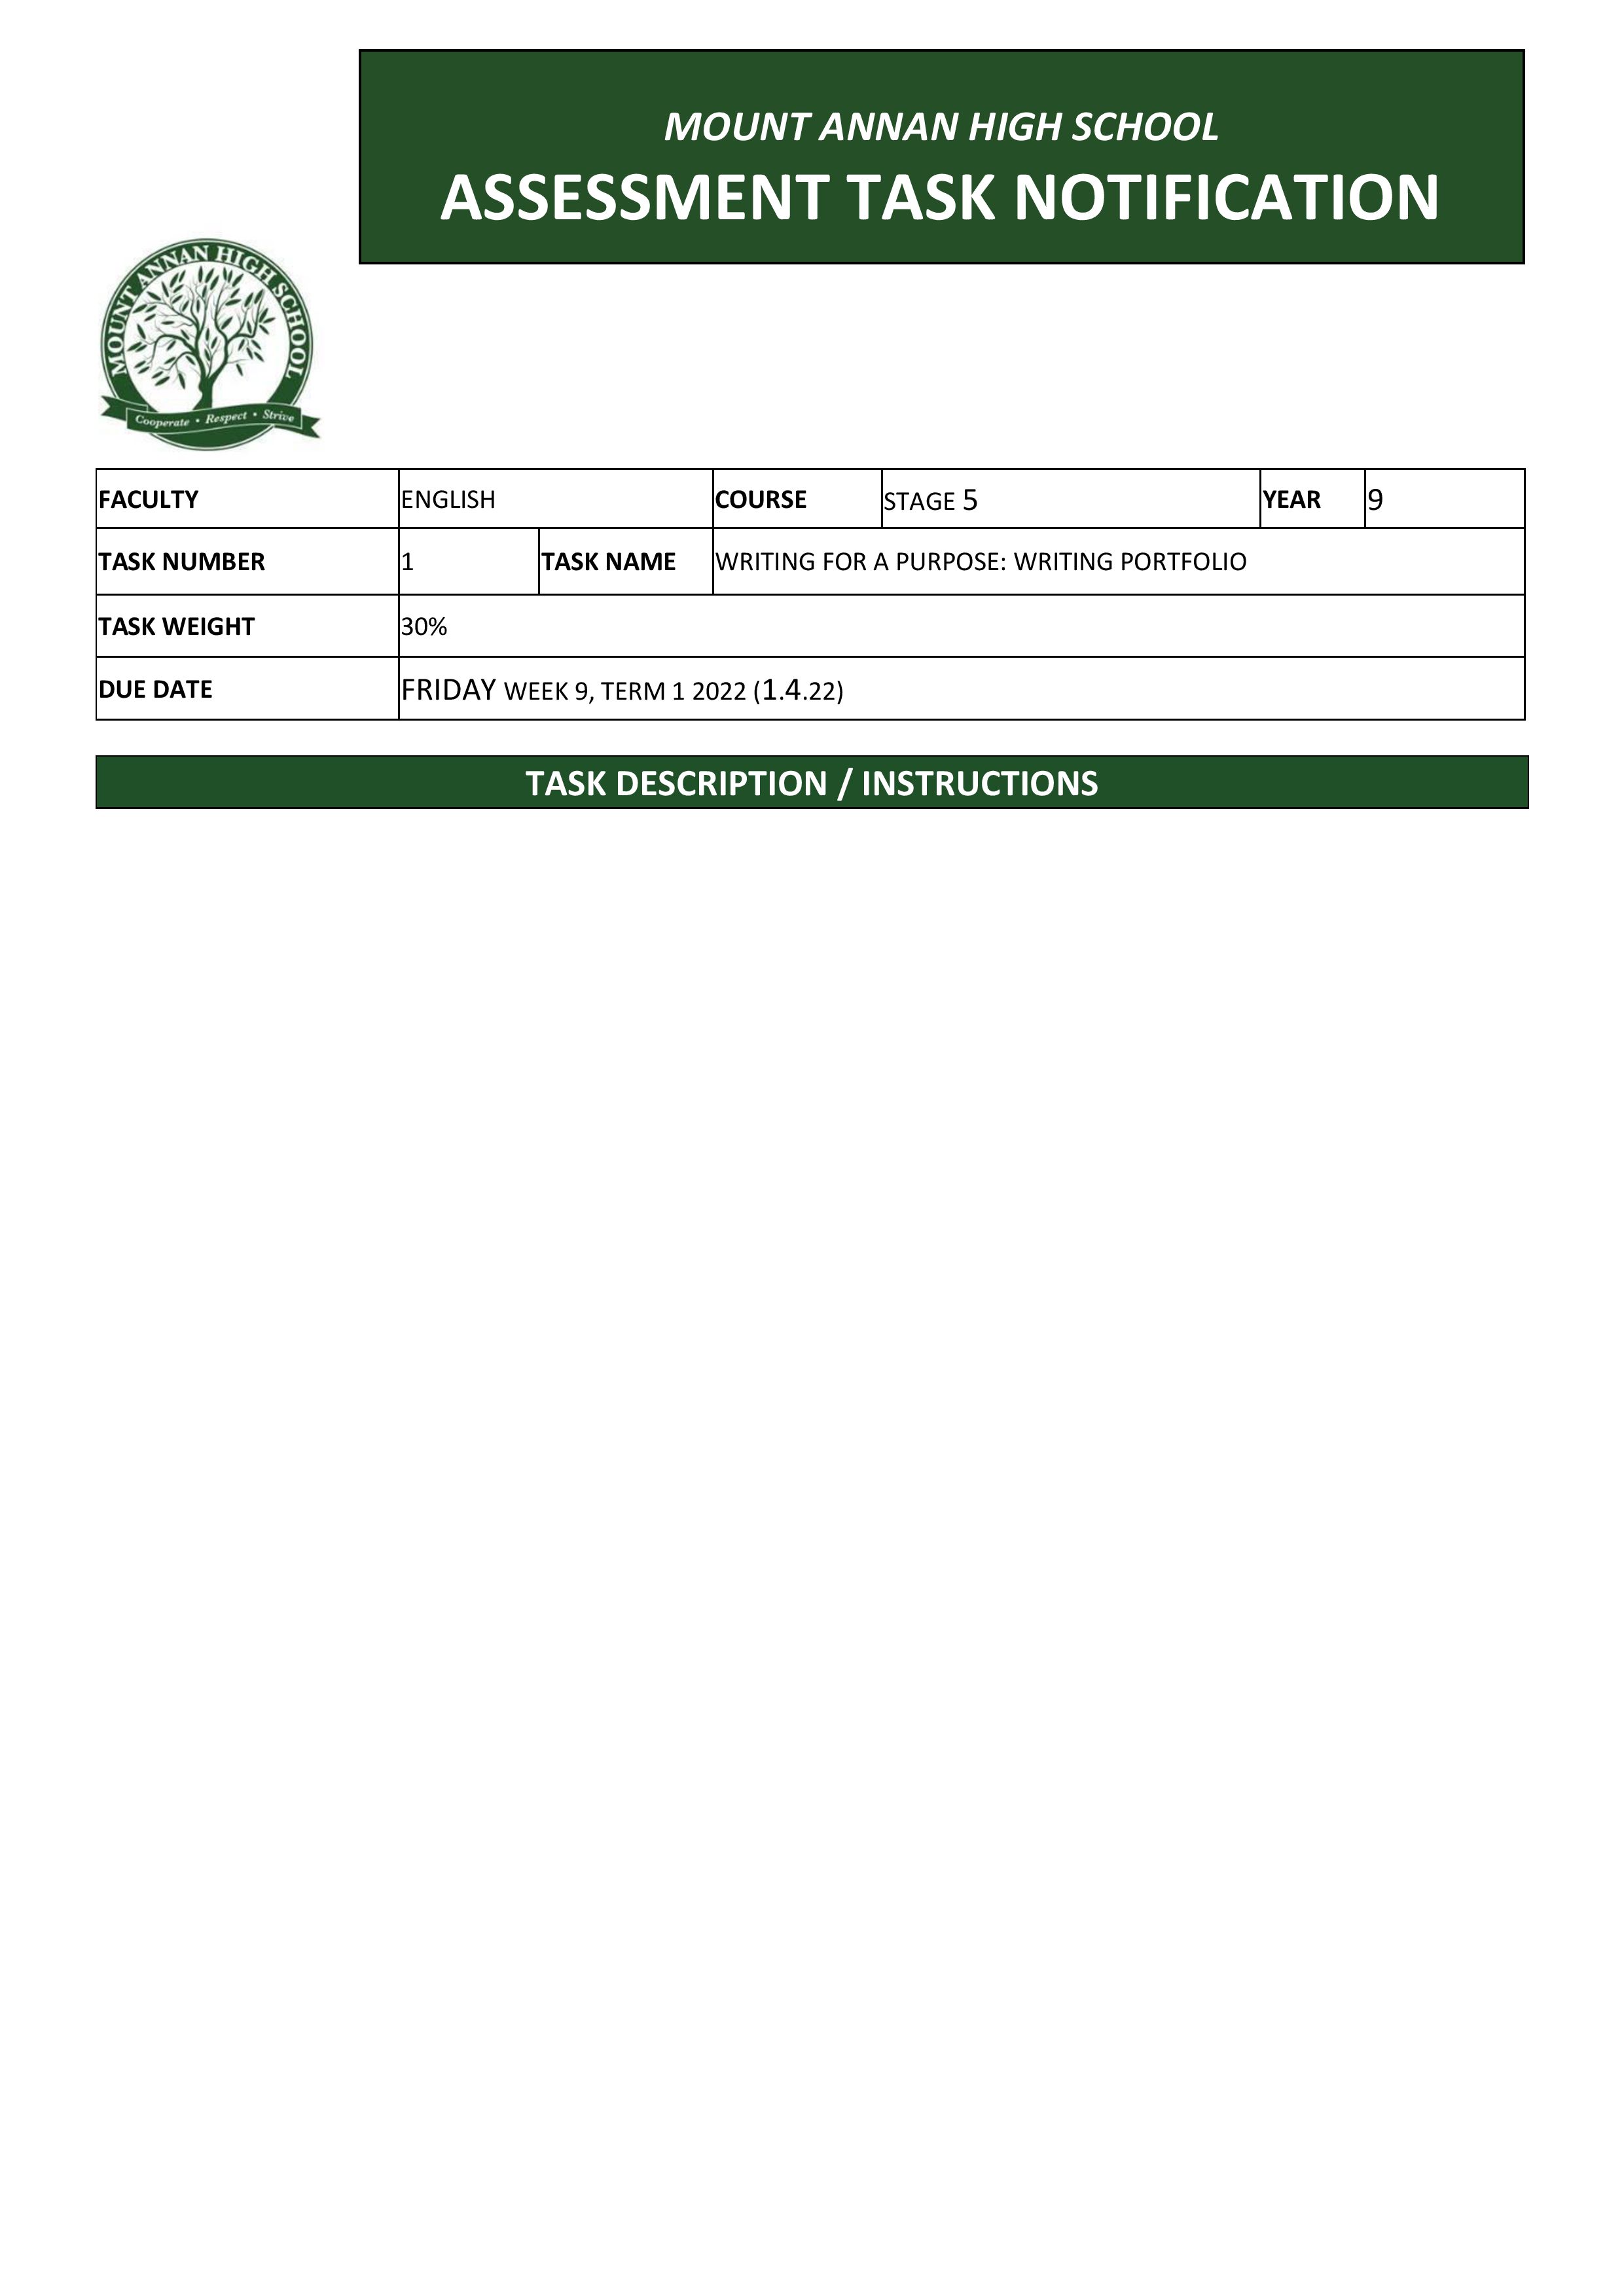 MOUNT ANNAN HIGH SCHOOL
ASSESSMENT TASK NOTIFICATION
MOUNT ANNAN HIGH SCHOOL
Cooperate • Respect • Strive
FACULTY ENGLISH COURSE STAGE 5 YEAR 9
TASK NUMBER 1 TASK NAME WRITING FOR A PURPOSE: WRITING PORTFOLIO
TASK WEIGHT 30%
DUE DATE FRIDAY WEEK 9, TERM 1 2022 (1.4.22)
TASK DESCRIPTION / INSTRUCTIONS